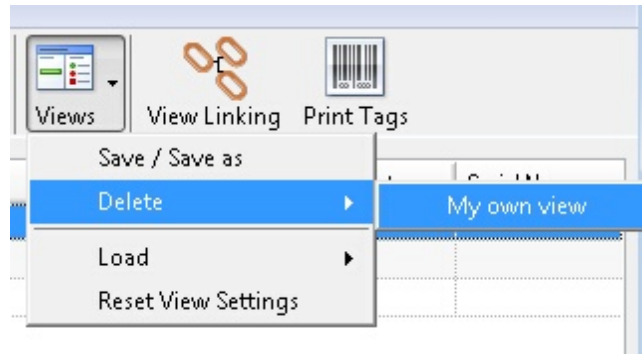 Views
View Linking
Print Tags
Save / Save as
Delete
My own view
Load
Reset View Settings